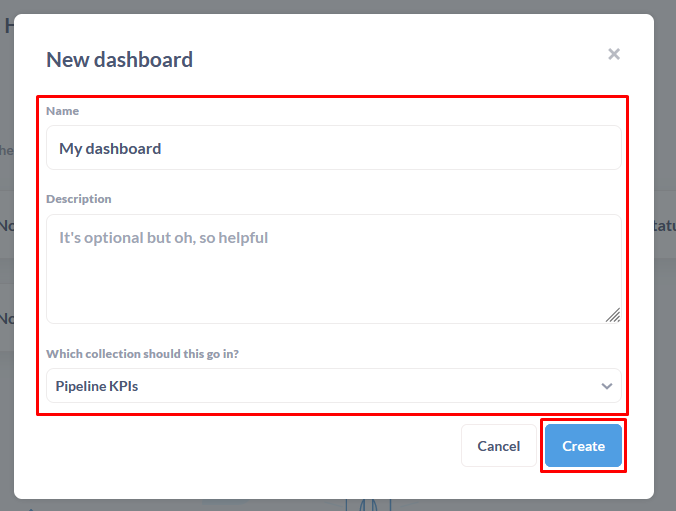 H
New dashboard
Name
My dashboard
Description
It's optional but oh, so helpful
Which collection should this go in?
Pipeline KPIs
Cancel
Create